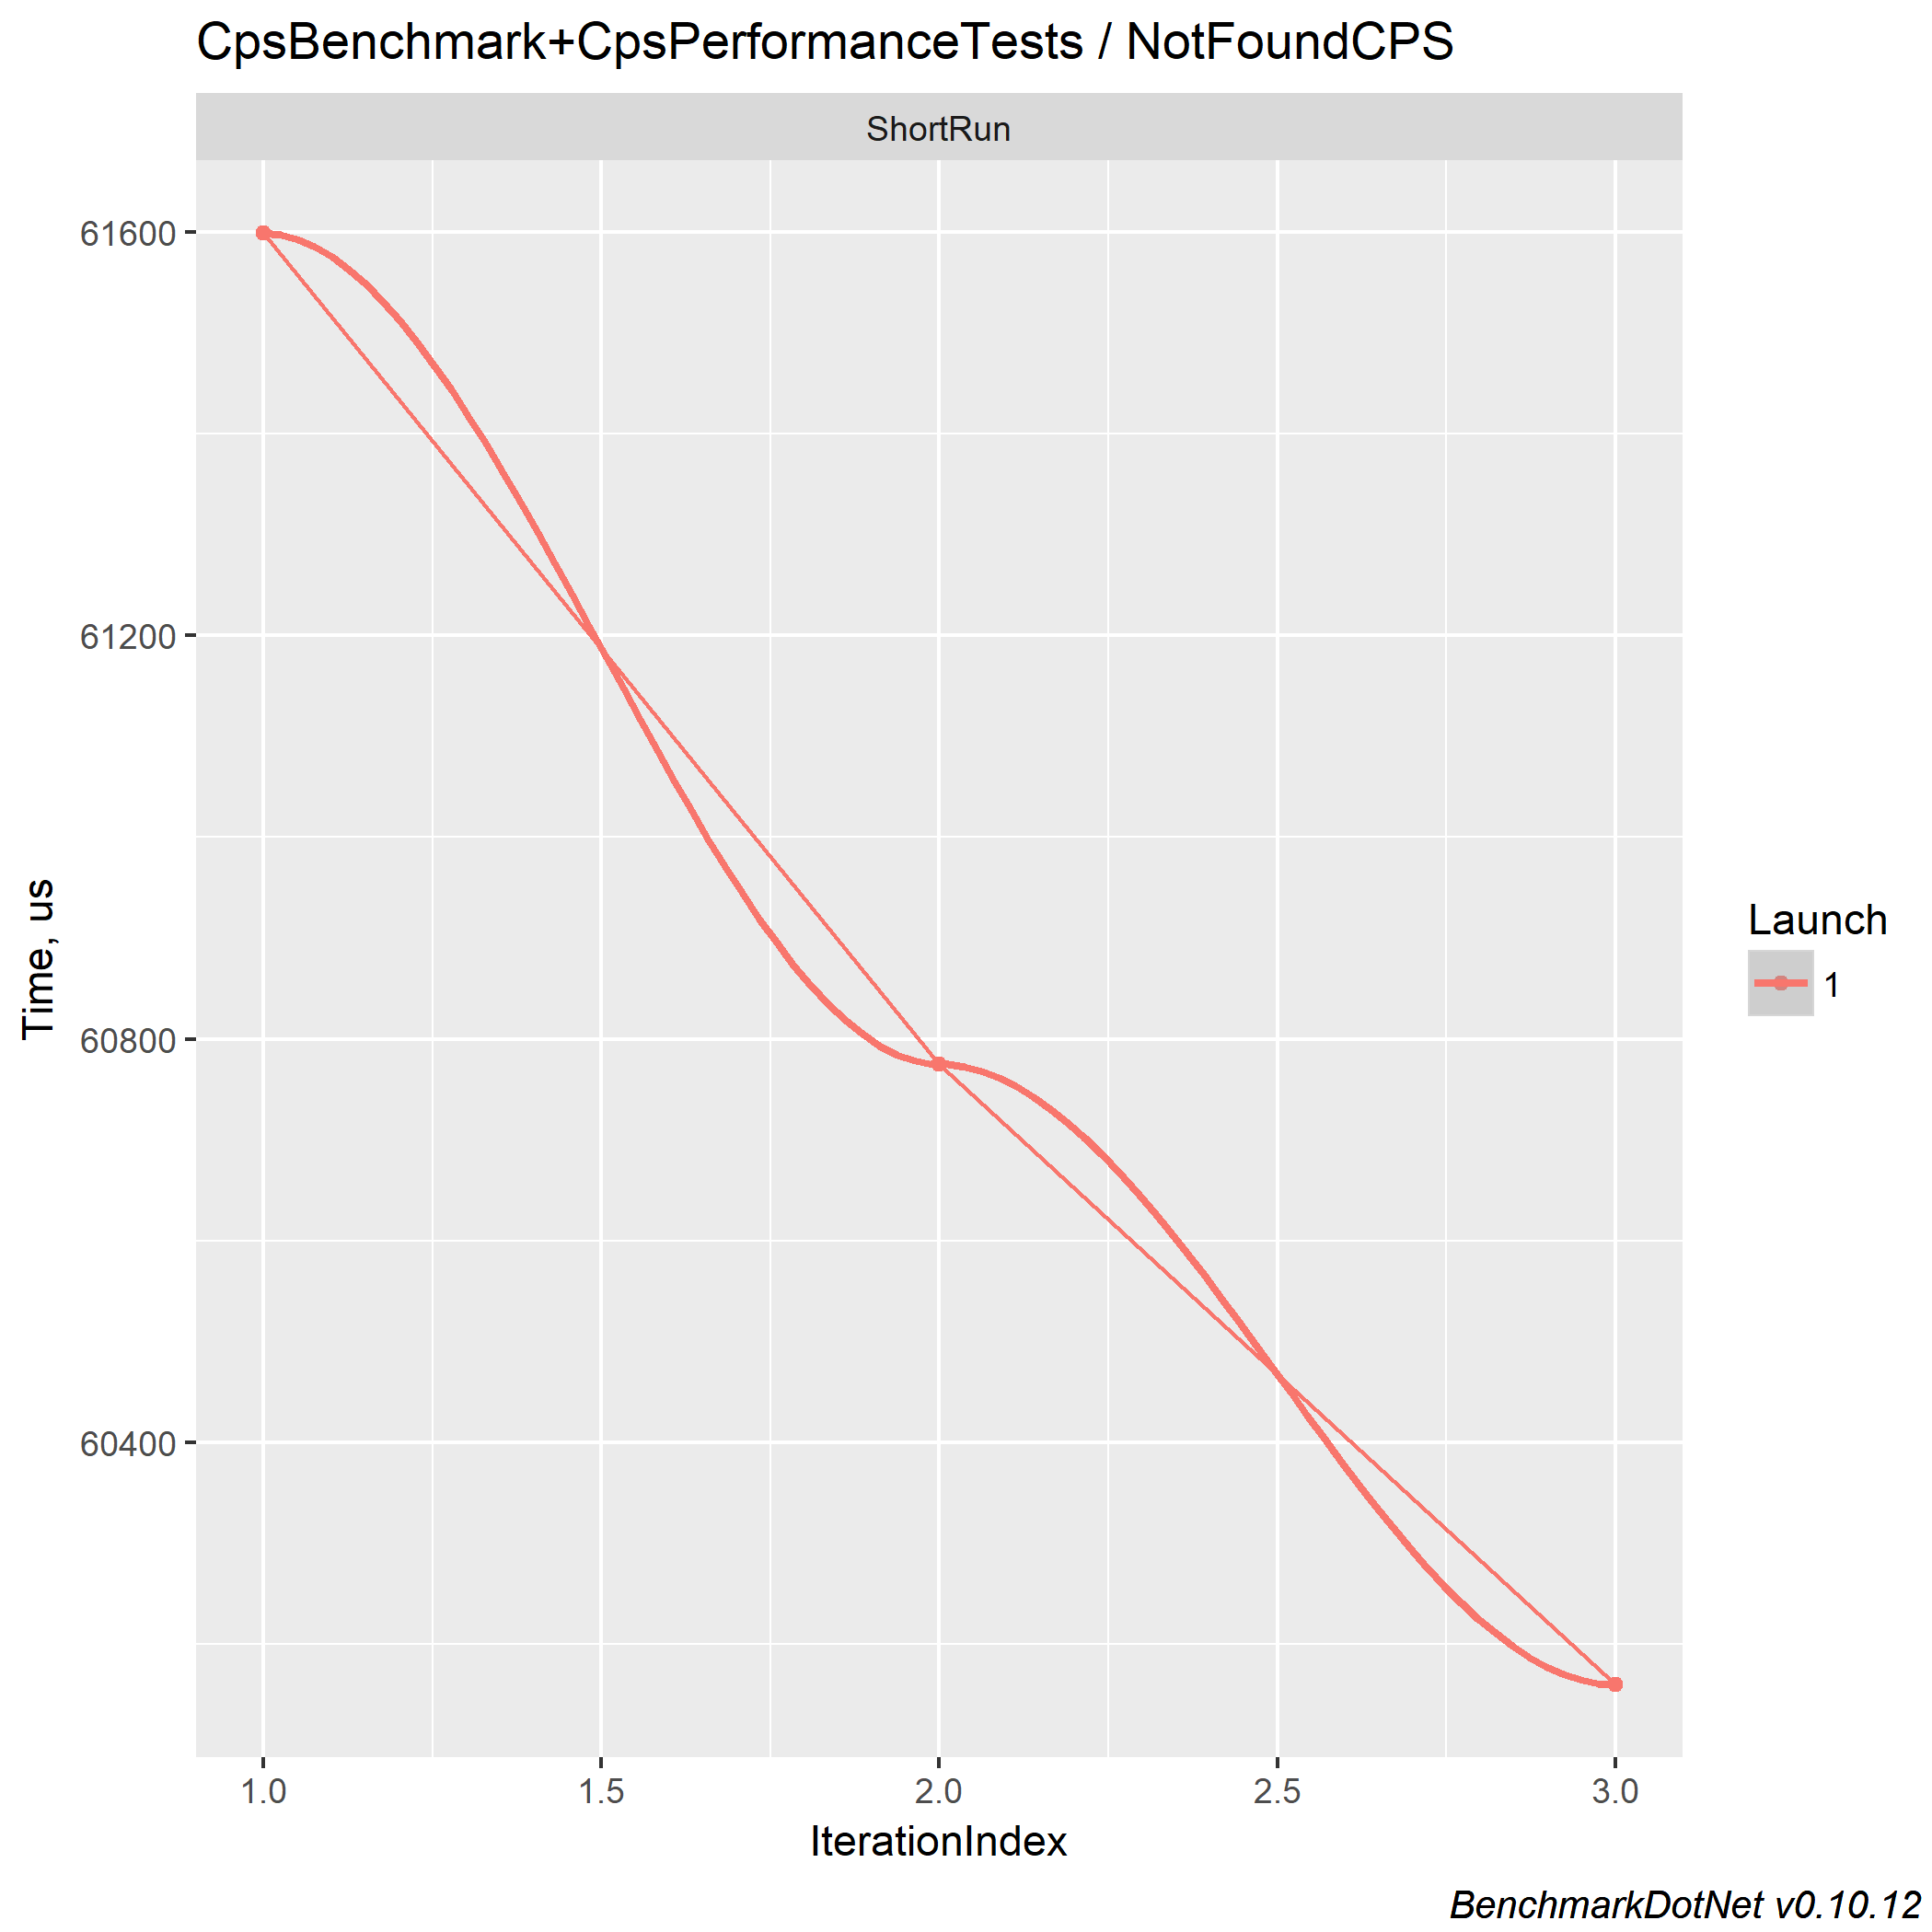 CpsBenchmark+CpsPerformanceTests / NotFoundCPS
ShortRun
61600
61200
60800
60400
Time, us
1.0 1.5 2.0 2.5 3.0
IterationIndex
Launch
1
BenchmarkDotNet v0.10.12